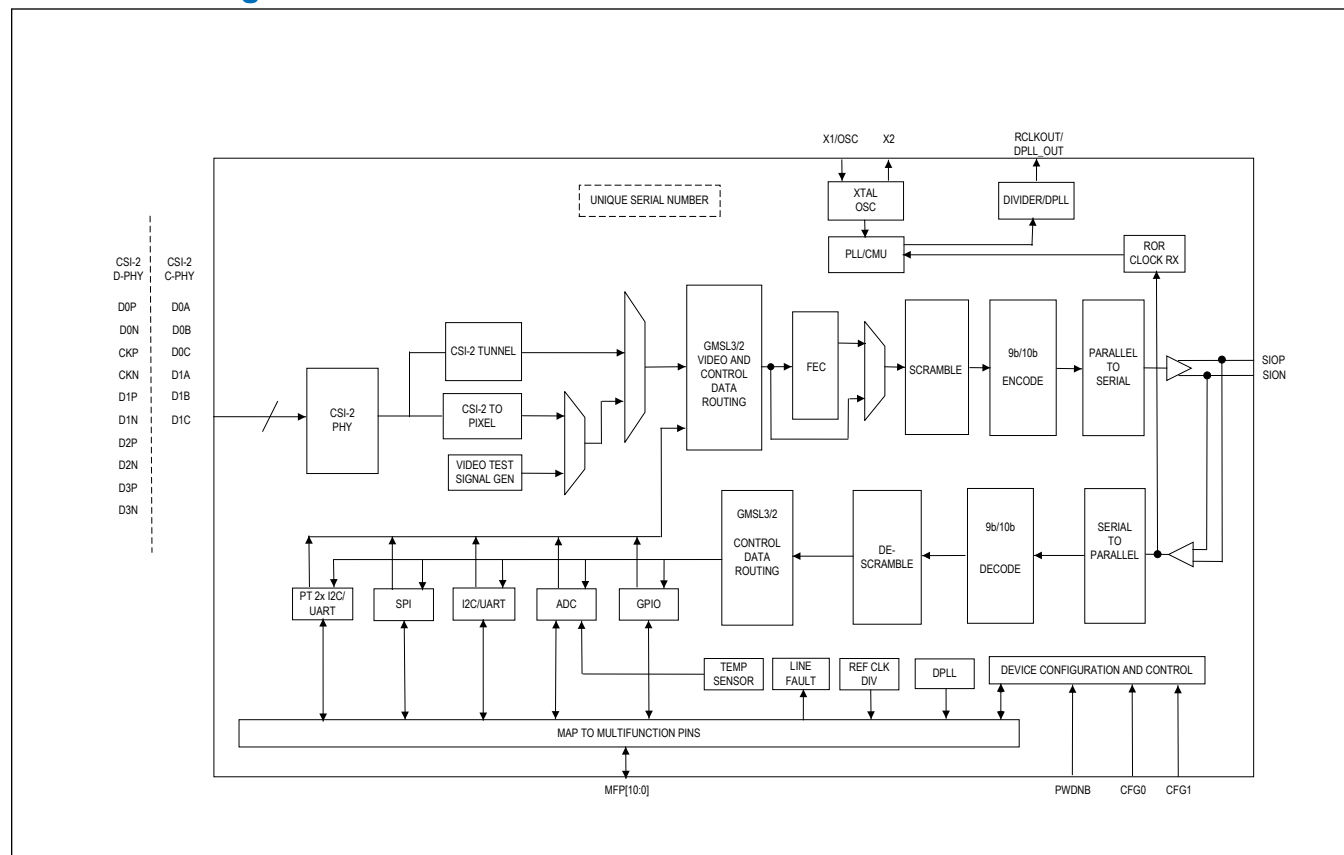 X1/OSC
X2
RCLKOUT/
DPLL_OUT
UNIQUE SERIAL NUMBER
XTAL
OSC
DIVIDER/DPLL
PLL/CMU
ROR
CLOCK RX
CSI-2
D-PHY
D0P
D0N
CKP
CKN
D1P
D1N
D2P
D2N
D3P
D3N
CSI-2
C-PHY
D0A
D0B
D0C
D1A
D1B
D1C
CSI-2
PHY
CSI-2 TUNNEL
CSI-2 TO
PIXEL
VIDEO TEST
SIGNAL GEN
GMSL3/2
VIDEO AND
CONTROL
DATA
ROUTING
FEC
SCRAMBLE
9b/10b
ENCODE
PARALLEL
TO
SERIAL
SIOP
SION
GMSL3/2
CONTROL
DATA
ROUTING
DE-
SCRAMBLE
9b/10b
DECODE
SERIAL
TO
PARALLEL
PT 2x I2C/
UART
SPI
I2C/UART
ADC
GPIO
TEMP
SENSOR
LINE
FAULT
REF CLK
DIV
DPLL
DEVICE CONFIGURATION AND CONTROL
MAP TO MULTIFUNCTION PINS
MFP[10:0]
PWDNB
CFG0
CFG1